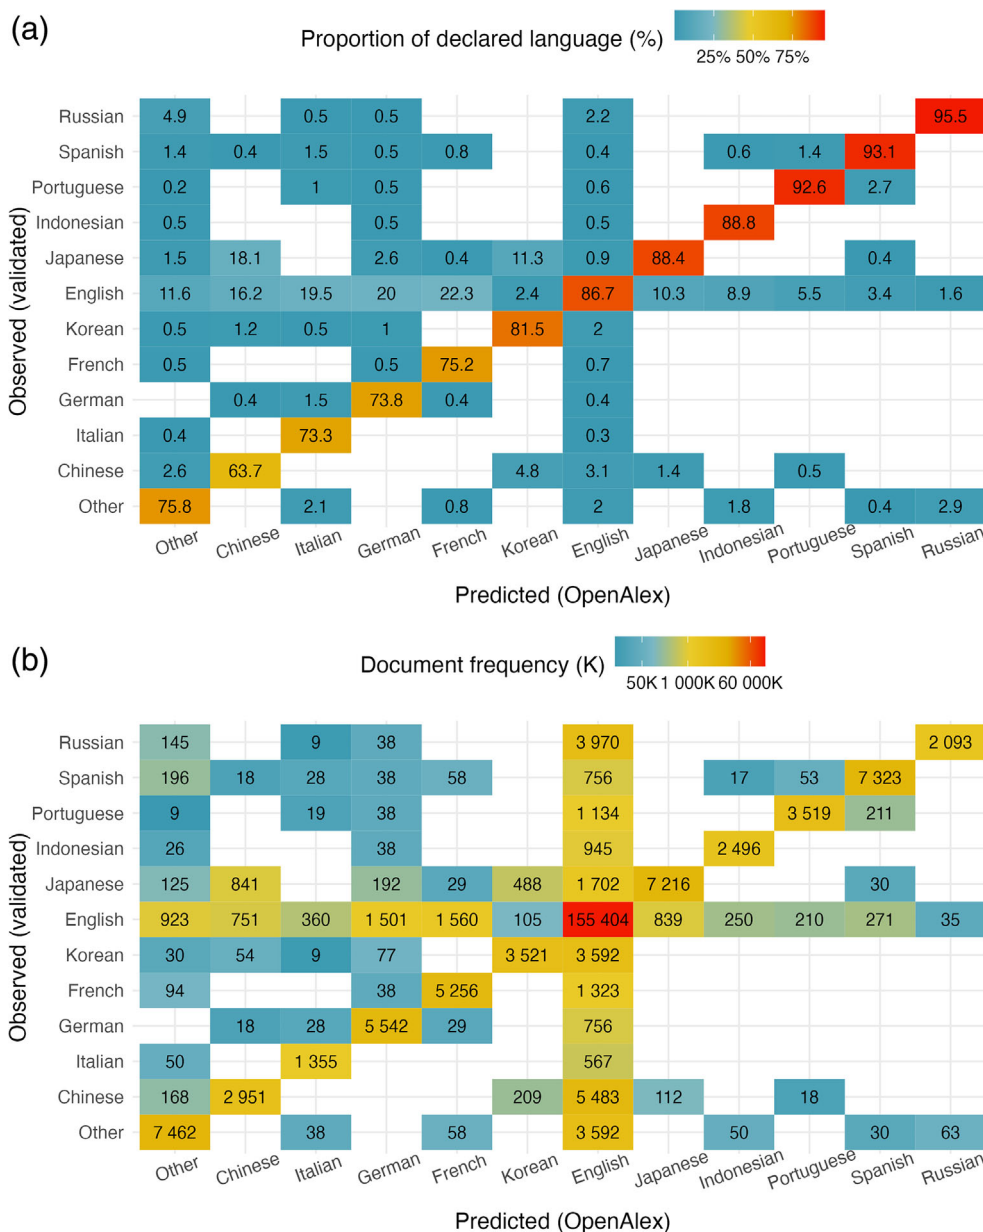 (a)
Proportion of declared language (%)
25% 50% 75%
Observed (validated)
Russian 4.9 0.5 0.5 2.2 95.5
Spanish 1.4 0.4 1.5 0.5 0.8 0.4 0.6 1.4 93.1
Portuguese 0.2 1 0.5 0.6 92.6 2.7
Indonesian 0.5 0.5 0.5 88.8
Japanese 1.5 18.1 2.6 0.4 11.3 0.9 88.4 0.4
English 11.6 16.2 19.5 20 22.3 2.4 86.7 10.3 8.9 5.5 3.4 1.6
Korean 0.5 1.2 0.5 1 81.5 2
French 0.5 0.5 75.2 0.7
German 0.4 1.5 73.8 0.4 0.4
Italian 0.4 73.3 0.3
Chinese 2.6 63.7 4.8 3.1 1.4 0.5
Other 75.8 2.1 0.8 2 1.8 0.4 2.9
Other Chinese Italian German French Korean English Japanese Indonesian Portuguese Spanish Russian
Predicted (OpenAlex)
(b)
Document frequency (K)
50K 1 000K 60 000K
Observed (validated)
Russian 145 9 38 3 970 2 093
Spanish 196 18 28 38 58 756 17 53 7 323
Portuguese 9 19 38 1 134 3 519 211
Indonesian 26 38 945 2 496
Japanese 125 841 192 29 488 1 702 7 216 30
English 923 751 360 1 501 1 560 105 155 404 839 250 210 271 35
Korean 30 54 9 77 3 521 3 592
French 94 38 5 256 1 323
German 18 28 5 542 29 756
Italian 50 1 355 567
Chinese 168 2 951 209 5 483 112 18
Other 7 462 38 58 3 592 50 30 63
Other Chinese Italian German French Korean English Japanese Indonesian Portuguese Spanish Russian
Predicted (OpenAlex)